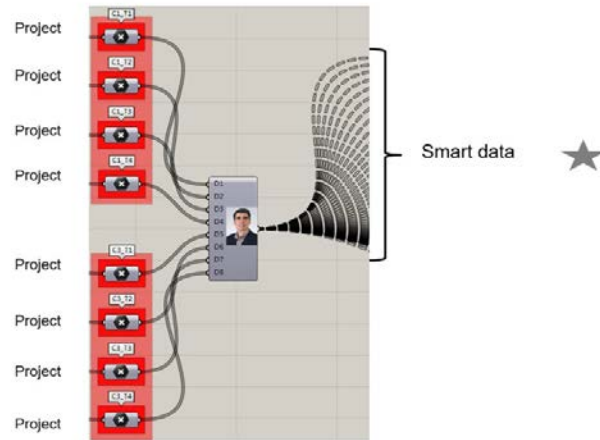 Project
C1_T1
Project
C1_T2
Project
C1_T3
Project
C1_T4
D1
D2
D3
D4
D5
D6
D7
D8
Smart data
Project
C3_T1
Project
C3_T2
Project
C3_T3
Project
C3_T4